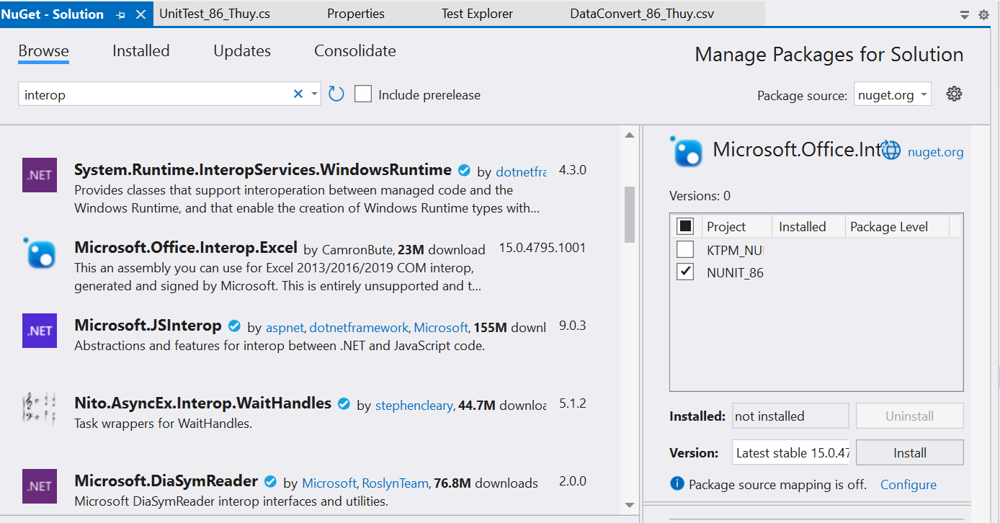 NuGet - Solution UnitTest_86_Thuy.cs Properties Test Explorer DataConvert_86_Thuy.csv
Browse Installed Updates Consolidate
Manage Packages for Solution
interop
Include prerelease
Package source: nuget.org
.NET
System.Runtime.InteropServices.WindowsRuntime by dotnetfra 4.3.0
Provides classes that support interoperation between managed code and the
Windows Runtime, and that enable the creation of Windows Runtime types with...
Microsoft.Office.Interop.Excel by CamronBute, 23M download 15.0.4795.1001
This an assembly you can use for Excel 2013/2016/2019 COM interop,
generated and signed by Microsoft. This is entirely unsupported and t...
.NET
Microsoft.JSInterop by aspnet, dotnetframework, Microsoft, 155M downl 9.0.3
Abstractions and features for interop between .NET and JavaScript code.
Nito.AsyncEx.Interop.WaitHandles by stephencleary, 44.7M downloa 5.1.2
Task wrappers for WaitHandles.
.NET
Microsoft.DiaSymReader by Microsoft, RoslynTeam, 76.8M downloads 2.0.0
Microsoft DiaSymReader interop interfaces and utilities.
Microsoft.Office.Int nuget.org
Versions: 0
Project Installed Package Level
KTPM_NU
NUNIT_86
Installed: not installed Uninstall
Version: Latest stable 15.0.47 Install
Package source mapping is off. Configure